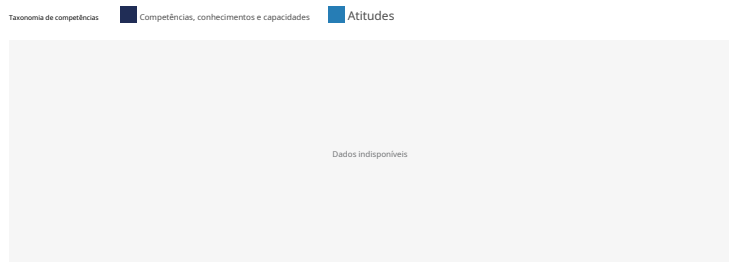 Taxonomia de competências Competências, conhecimentos e capacidades Atitudes
Dados indisponíveis